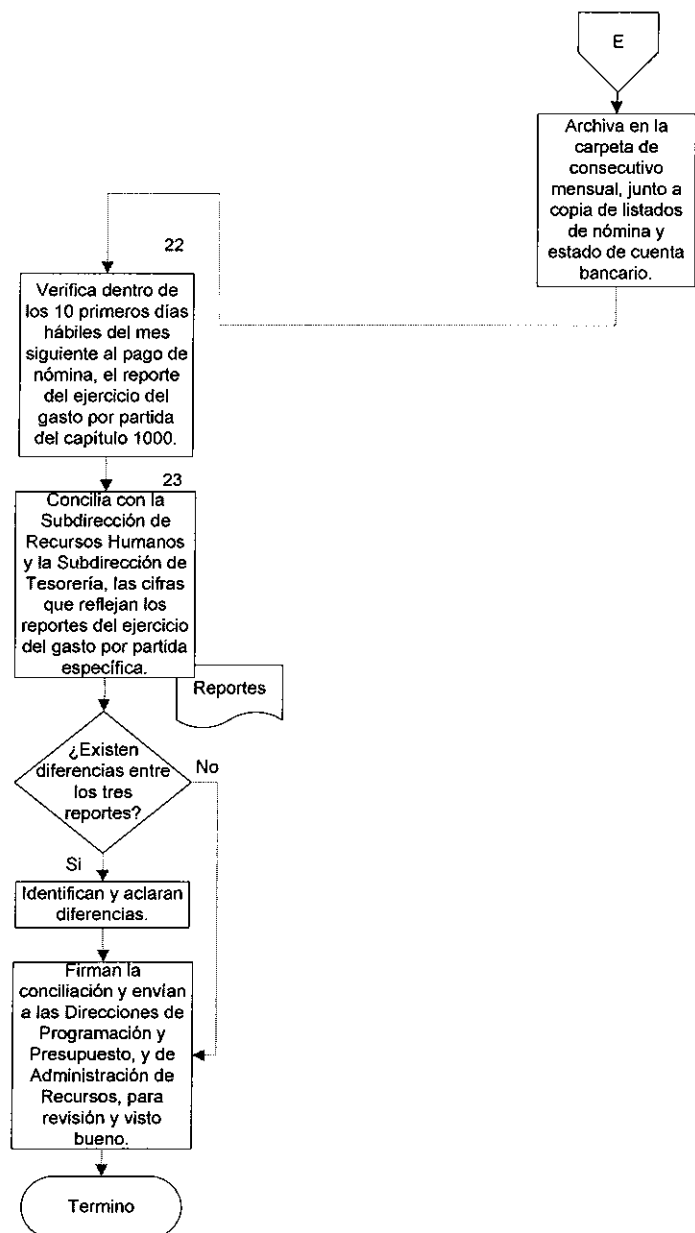 E
Archiva en la
carpeta de
consecutivo
mensual, junto a
copia de listados
de nómina y
estado de cuenta
bancario.
22
Verifica dentro de
los 10 primeros días
hábiles del mes
siguiente al pago de
nómina, el reporte
del ejercicio del
gasto por partida
del capítulo 1000.
23
Concilia con la
Subdirección de
Recursos Humanos
y la Subdirección de
Tesorería, las cifras
que reflejan los
reportes del ejercicio
del gasto por partida
específica.
Reportes
¿Existen
diferencias entre
los tres
reportes?
No
Si
Identifican y aclaran
diferencias.
Firman la
conciliación y envían
a las Direcciones de
Programación y
Presupuesto, y de
Administración de
Recursos, para
revisión y visto
bueno.
Termino